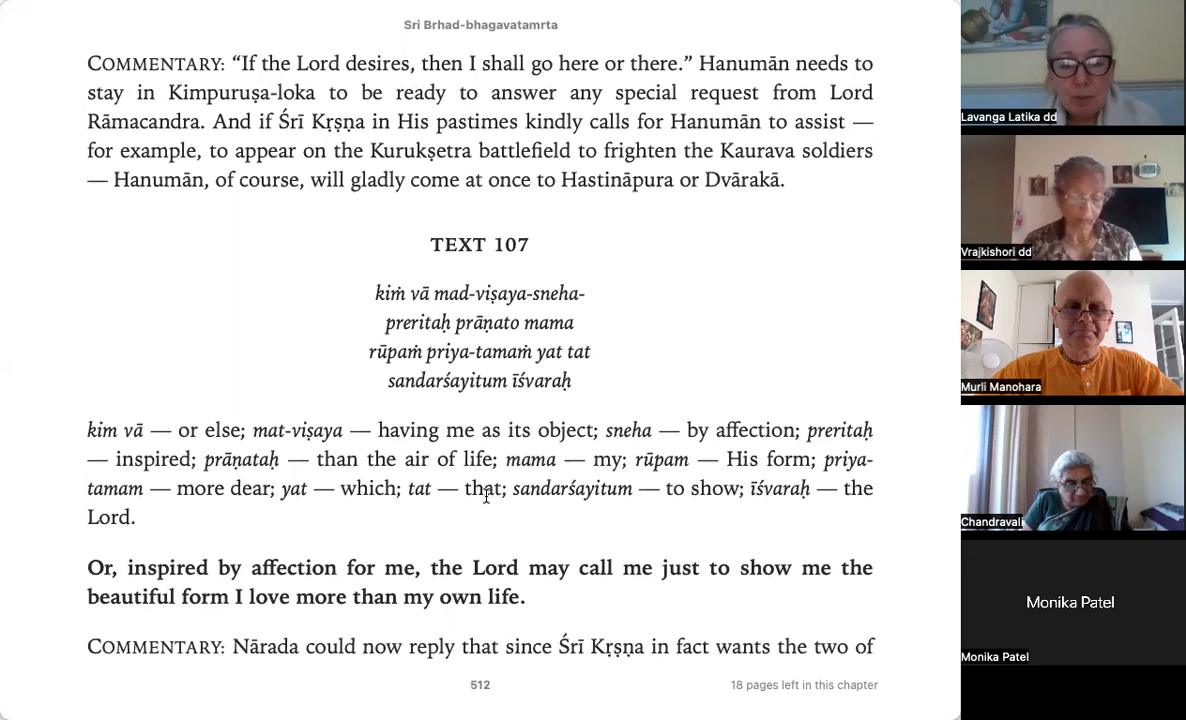 Sri Brhad-bhagavatamrta
COMMENTARY: “If the Lord desires, then I shall go here or there.” Hanumān needs to
stay in Kimpuruṣa-loka to be ready to answer any special request from Lord
Rāmacandra. And if Śrī Kṛṣṇa in His pastimes kindly calls for Hanumān to assist —
for example, to appear on the Kurukṣetra battlefield to frighten the Kaurava soldiers
— Hanumān, of course, will gladly come at once to Hastināpura or Dvārakā.
TEXT 107
kiṁ vā mad-viṣaya-sneha-
preritaḥ prāṇato mama
rūpaṁ priya-tamaṁ yat tat
sandarśayitum īśvaraḥ
kim vā — or else; mat-viṣaya — having me as its object; sneha — by affection; preritaḥ
— inspired; prāṇataḥ — than the air of life; mama — my; rūpam — His form; priya-
tamam — more dear; yat — which; tat — that; sandarśayitum — to show; īśvaraḥ — the
Lord.
Or, inspired by affection for me, the Lord may call me just to show me the
beautiful form I love more than my own life.
COMMENTARY: Nārada could now reply that since Śrī Kṛṣṇa in fact wants the two of
512
18 pages left in this chapter
Lavanga Latika dd
Vrajkishori dd
Murli Manohara
Chandravali
Monika Patel
Monika Patel